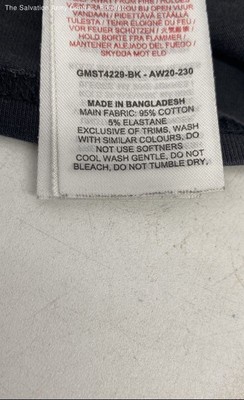 The Salvation
VANDAAN / PIDETTÄVÄ ETÄÄLLÄ
TULESTA / TENIR ÉLOIGNÉ DU FEU /
VOR FEUER SCHÜTZEN /
HOLD BORTE FRA FLAMMER /
MANTENER ALEJADO DEL FUEGO /
SKYDDA MOT ELD
GMST4229-BK - AW20-230
MADE IN BANGLADESH
MAIN FABRIC: 95% COTTON
5% ELASTANE
EXCLUSIVE OF TRIMS, WASH
WITH SIMILAR COLOURS, DO
NOT USE SOFTNERS
COOL WASH GENTLE, DO NOT
BLEACH, DO NOT TUMBLE DRY,